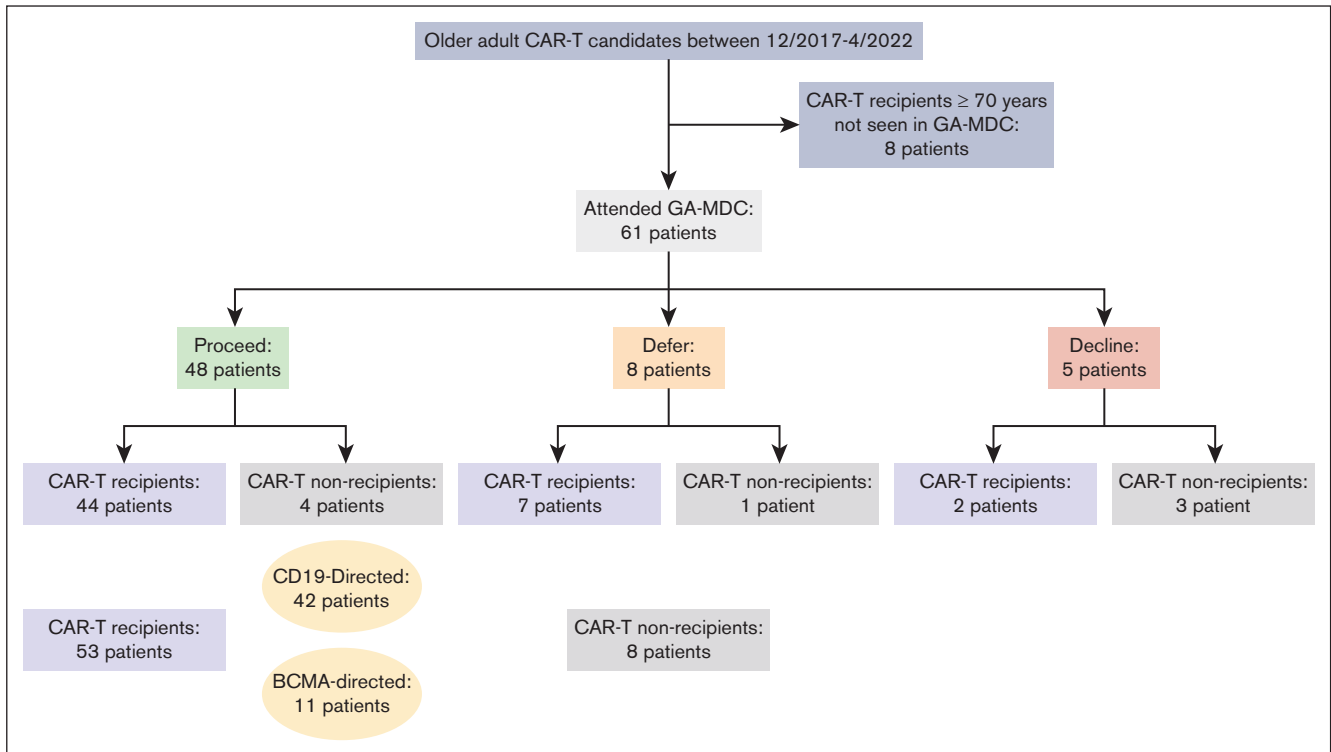 Older adult CAR-T candidates between 12/2017-4/2022
CAR-T recipients ≥ 70 years
not seen in GA-MDC:
8 patients
Attended GA-MDC:
61 patients
Proceed:
48 patients
Defer:
8 patients
Decline:
5 patients
CAR-T recipients:
44 patients
CAR-T non-recipients:
4 patients
CAR-T recipients:
7 patients
CAR-T non-recipients:
1 patient
CAR-T recipients:
2 patients
CAR-T non-recipients:
3 patient
CAR-T recipients:
53 patients
CD19-Directed:
42 patients
BCMA-directed:
11 patients
CAR-T non-recipients:
8 patients